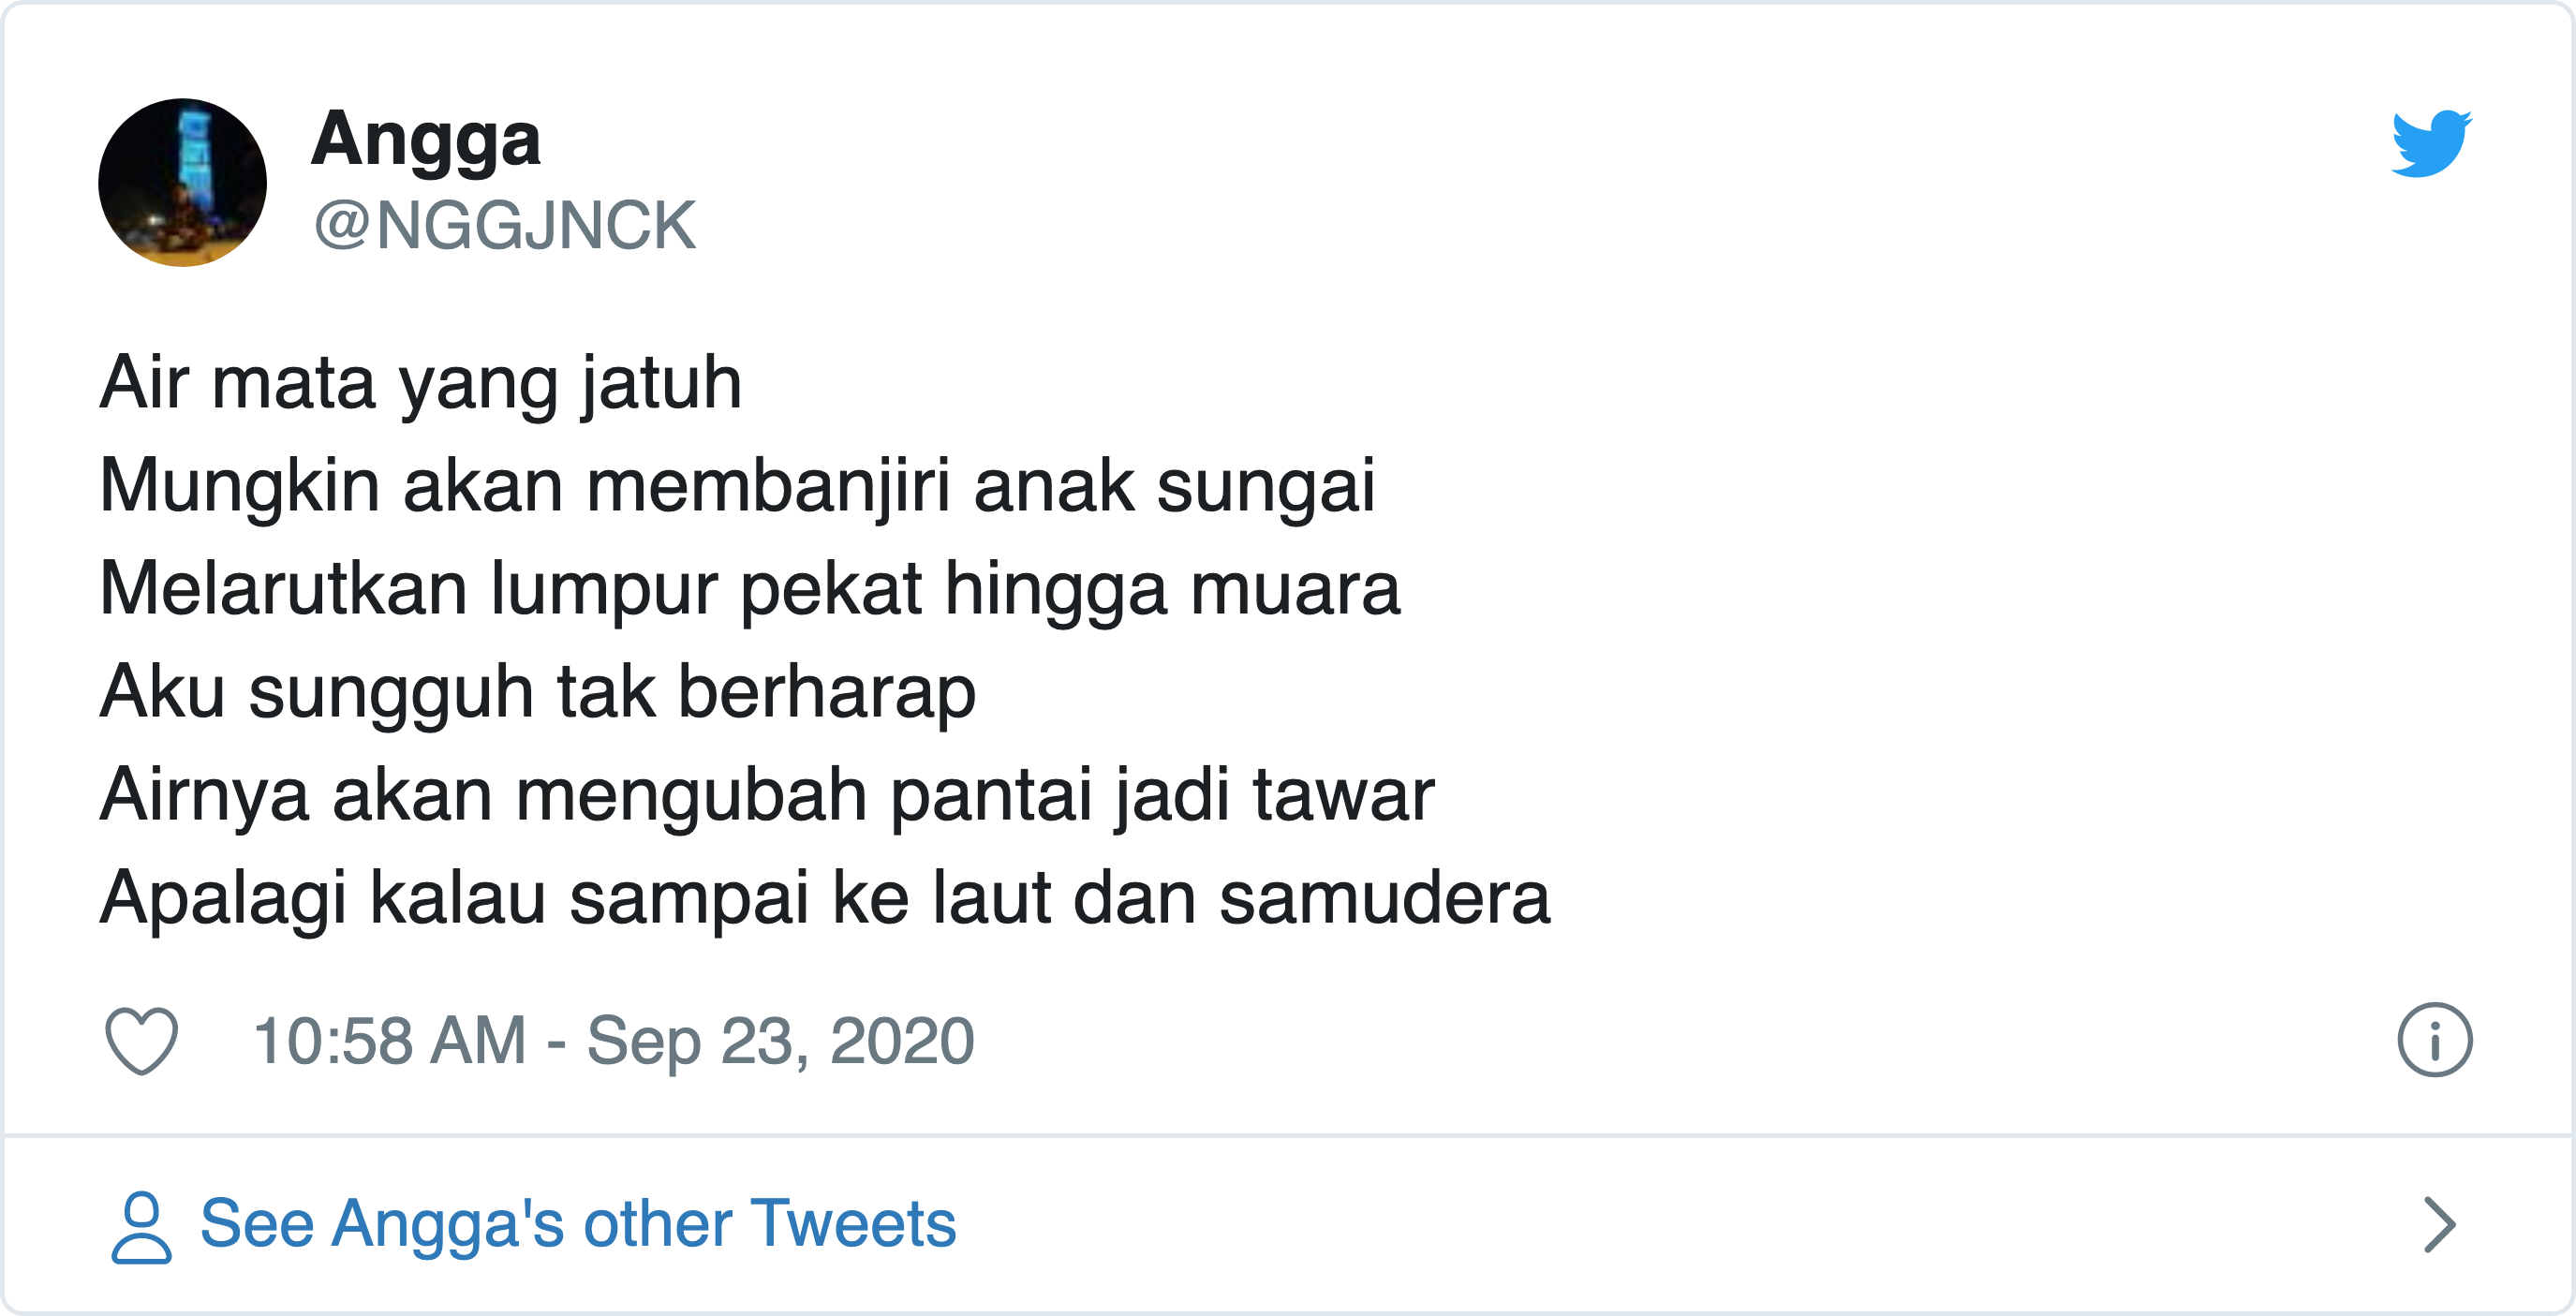 Angga
@NGGJNCK
Air mata yang jatuh
Mungkin akan membanjiri anak sungai
Melarutkan lumpur pekat hingga muara
Aku sungguh tak berharap
Airnya akan mengubah pantai jadi tawar
Apalagi kalau sampai ke laut dan samudera
10:58 AM - Sep 23, 2020
See Angga's other Tweets